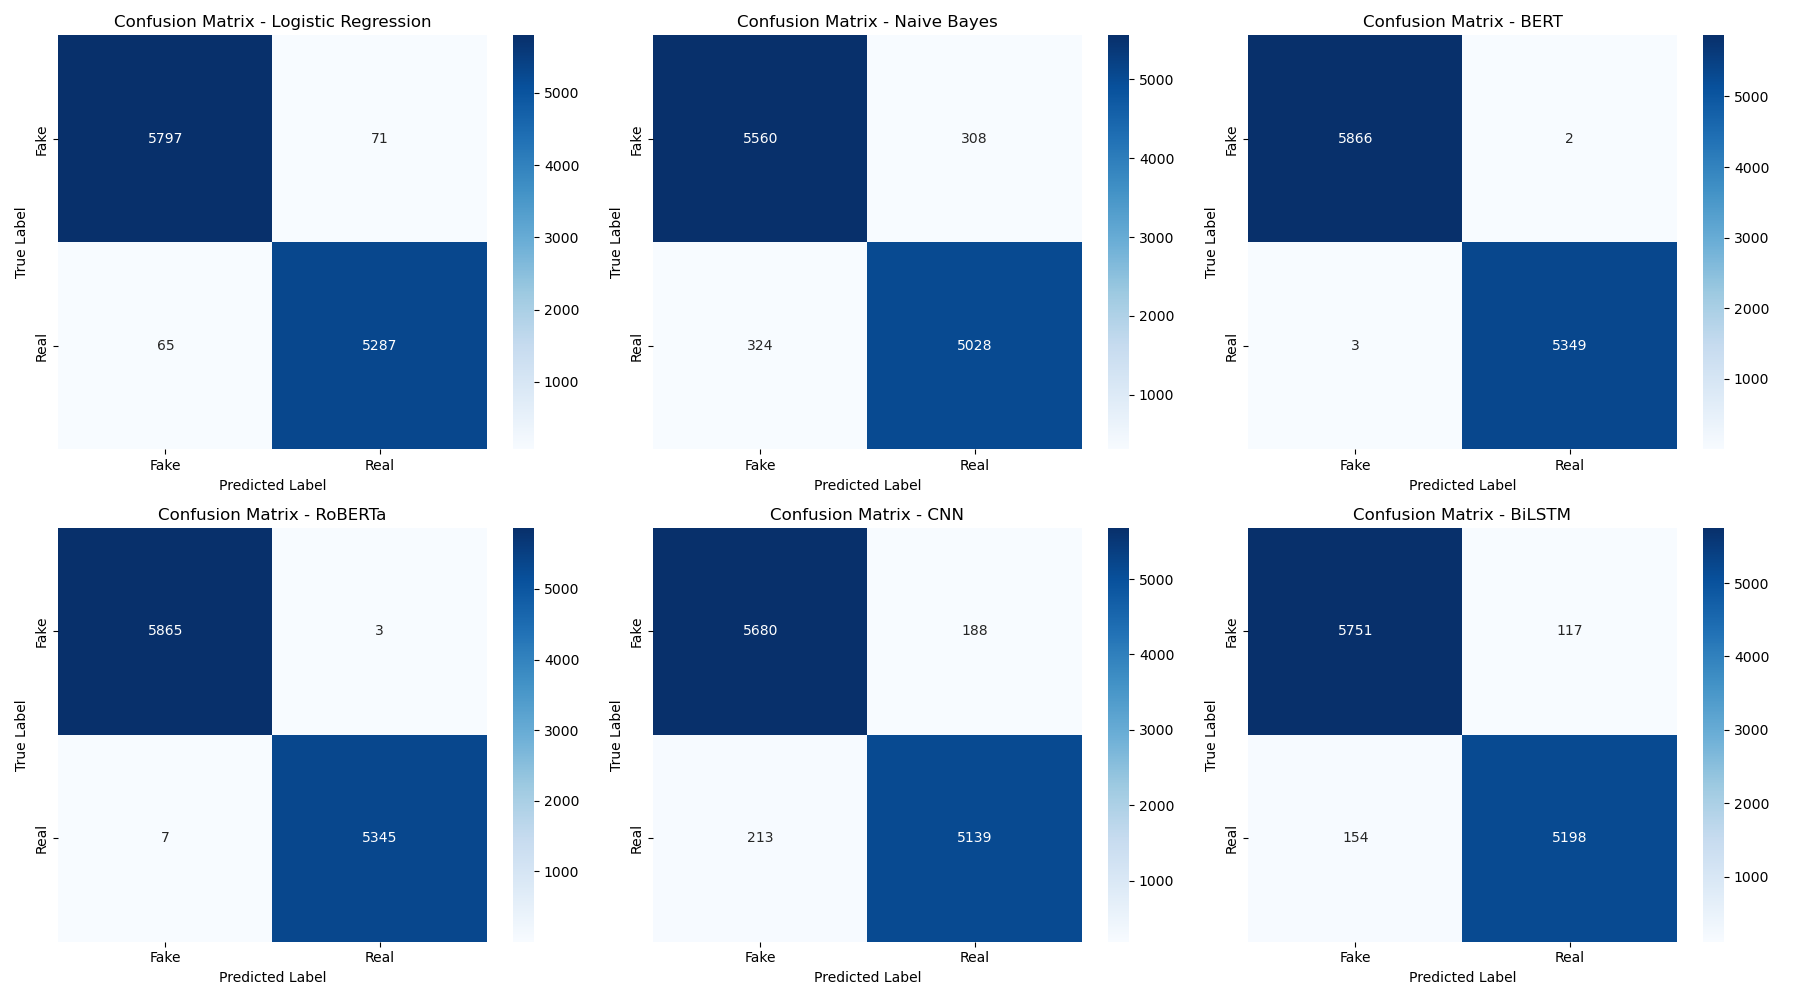 Confusion Matrix - Logistic Regression
Fake
5797
71
Real
65
5287
True Label
Fake
Real
Predicted Label
5000
4000
3000
2000
1000
Confusion Matrix - Naive Bayes
Fake
5560
308
Real
324
5028
True Label
Fake
Real
Predicted Label
5000
4000
3000
2000
1000
Confusion Matrix - BERT
Fake
5866
2
Real
3
5349
True Label
Fake
Real
Predicted Label
5000
4000
3000
2000
1000
Confusion Matrix - RoBERTa
Fake
5865
3
Real
7
5345
True Label
Fake
Real
Predicted Label
5000
4000
3000
2000
1000
Confusion Matrix - CNN
Fake
5680
188
Real
213
5139
True Label
Fake
Real
Predicted Label
5000
4000
3000
2000
1000
Confusion Matrix - BiLSTM
Fake
5751
117
Real
154
5198
True Label
Fake
Real
Predicted Label
5000
4000
3000
2000
1000